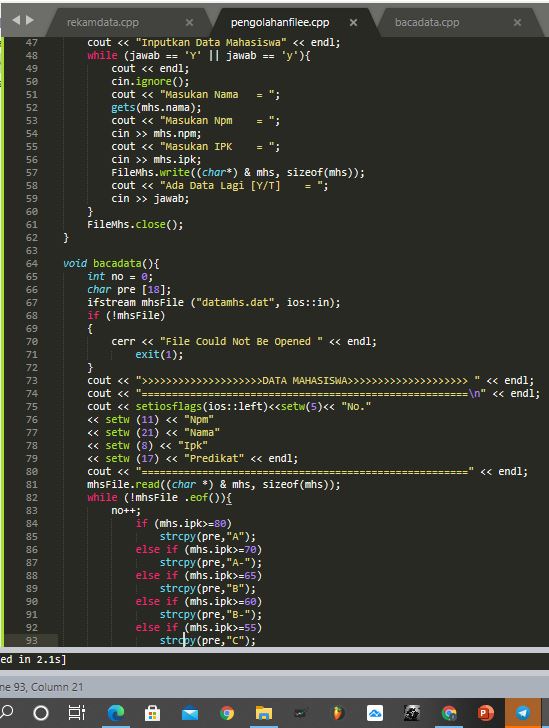 rekamdata.cpp × pengolahanfilee.cpp × bacadata.cpp ×
47 cout << "Inputkan Data Mahasiswa" << endl;
48 while (jawab == 'Y' || jawab == 'y'){
49 cout << endl;
50 cin.ignore();
51 cout << "Masukan Nama   = ";
52 gets(mhs.nama);
53 cout << "Masukan Npm    = ";
54 cin >> mhs.npm;
55 cout << "Masukan IPK    = ";
56 cin >> mhs.ipk;
57 FileMhs.write((char*) & mhs, sizeof(mhs));
58 cout << "Ada Data Lagi [Y/T]    = ";
59 cin >> jawab;
60 }
61 FileMhs.close();
62 }
63
64 void bacadata(){
65 int no = 0;
66 char pre [18];
67 ifstream mhsFile ("datamhs.dat", ios::in);
68 if (!mhsFile)
69 {
70 cerr << "File Could Not Be Opened " << endl;
71 exit(1);
72 }
73 cout << ">>>>>>>>>>>>>>>>>>>>DATA MAHASISWA>>>>>>>>>>>>>>>>>>>> " << endl;
74 cout << "======================================================\n" << endl;
75 cout << setiosflags(ios::left)<<setw(5)<< "No."
76 << setw (11) << "Npm"
77 << setw (21) << "Nama"
78 << setw (8) << "Ipk"
79 << setw (17) << "Predikat" << endl;
80 cout << "======================================================" << endl;
81 mhsFile.read((char *) & mhs, sizeof(mhs));
82 while (!mhsFile .eof()){
83 no++;
84 if (mhs.ipk>=80)
85 strcpy(pre,"A");
86 else if (mhs.ipk>=70)
87 strcpy(pre,"A-");
88 else if (mhs.ipk>=65)
89 strcpy(pre,"B");
90 else if (mhs.ipk>=60)
91 strcpy(pre,"B-");
92 else if (mhs.ipk>=55)
93 strcpy(pre,"C");
ed in 2.1s]
ne 93, Column 21